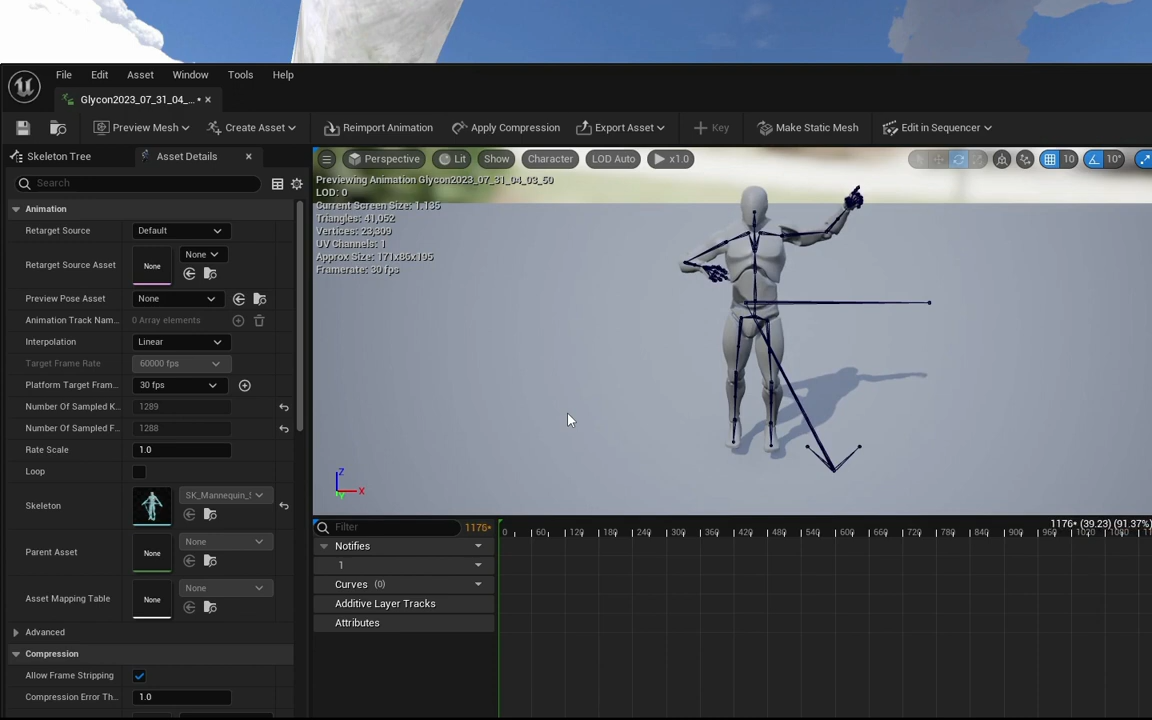 File Edit Asset Window Tools Help
Glycon2023_07_31_04_... •
Preview Mesh Create Asset Reimport Animation Apply Compression Export Asset Key Make Static Mesh Edit in Sequencer
Skeleton Tree Asset Details
Perspective Lit Show Character LOD Auto x1.0 10 10°
Search
Previewing Animation Glycon2023_07_31_04_03_50
LOD: 0
Current Screen Size: 1.135
Triangles: 41,052
Vertices: 23,309
UV Channels: 1
Approx Size: 171x86x195
Framerate: 30 fps
Animation
Retarget Source Default
Retarget Source Asset None None
Preview Pose Asset None
Animation Track Nam... 0 Array elements
Interpolation Linear
Target Frame Rate 60000 fps
Platform Target Fram... 30 fps
Number Of Sampled K... 1289
Number Of Sampled F... 1288
Rate Scale 1.0
Loop
Skeleton SK_Mannequin_
Parent Asset None None
Asset Mapping Table None None
Advanced
Compression
Allow Frame Stripping
Compression Error Th... 1.0
Z
X
Y
1176* (39.23) (91.37%)
Filter 1176*
0 60 120 180 240 300 360 420 480 540 600 660 720 780 840 900 960 1020 1080
Notifies
1
Curves (0)
Additive Layer Tracks
Attributes